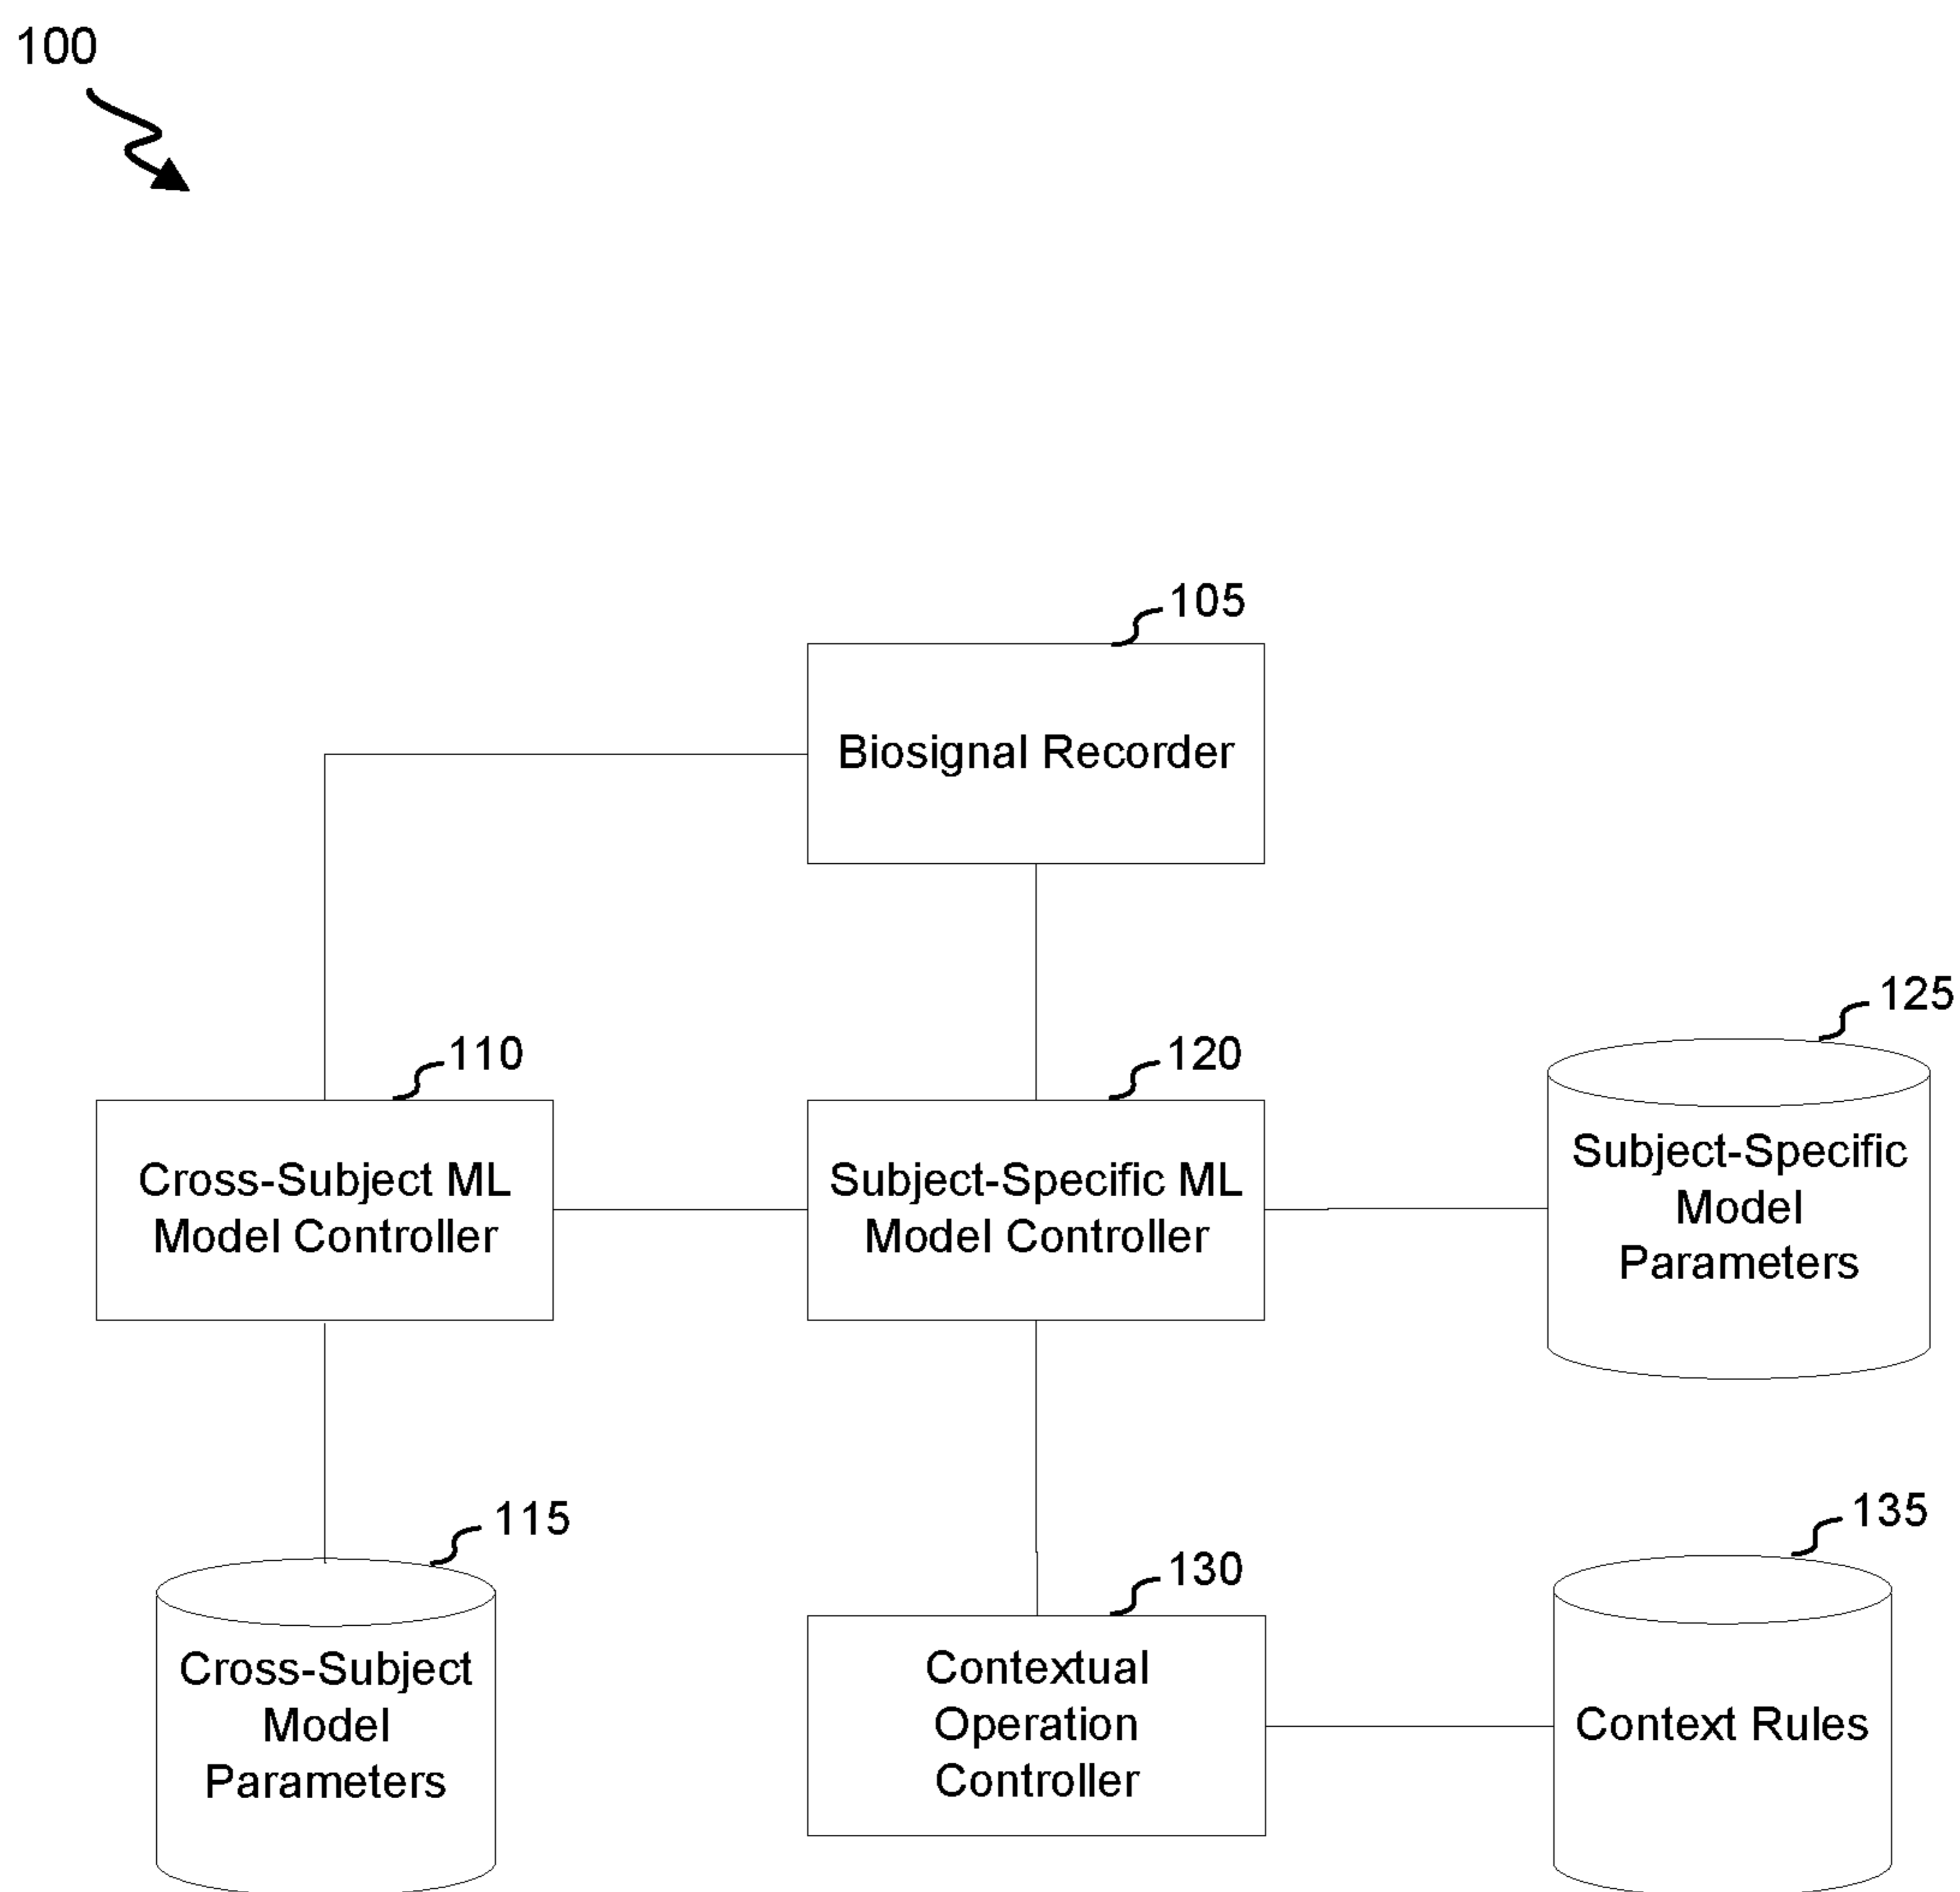 100
105
Biosignal Recorder
125
110
120
Subject-Specific
Model
Parameters
Cross-Subject ML
Model Controller
Subject-Specific ML
Model Controller
115
135
130
Cross-Subject
Model
Parameters
Contextual
Operation
Controller
Context Rules